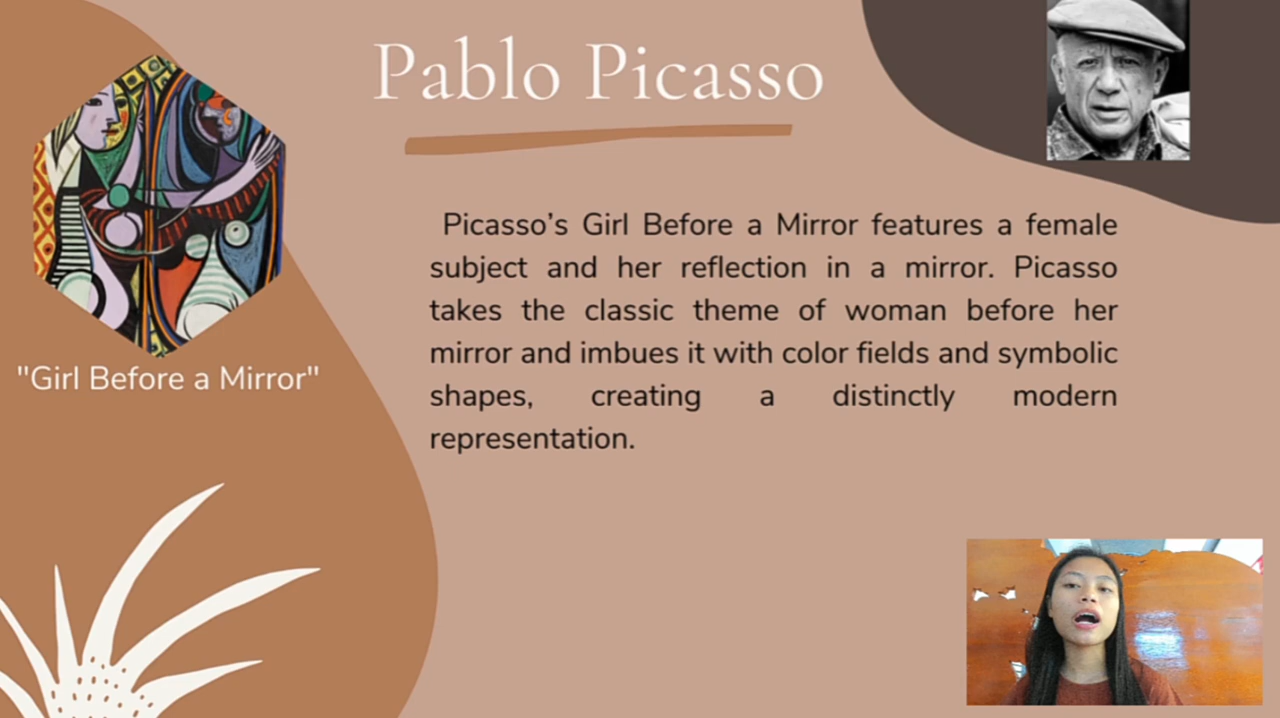 Pablo Picasso
Picasso's Girl Before a Mirror features a female
subject and her reflection in a mirror. Picasso
takes the classic theme of woman before her
mirror and imbues it with color fields and symbolic
shapes, creating a distinctly modern
representation.
"Girl Before a Mirror"